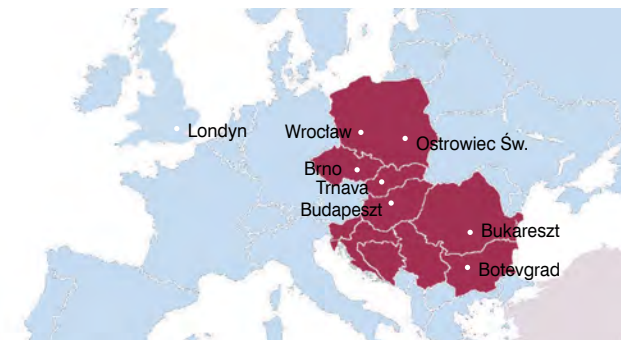 Londyn
Wrocław
Ostrowiec Św.
Brno
Trnava
Budapeszt
Bukareszt
Botevgrad